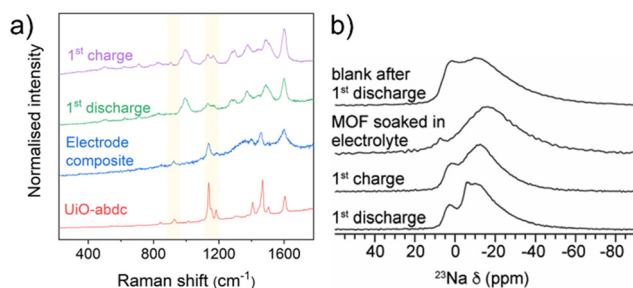 a)
Normalised intensity
1st charge
1st discharge
Electrode
composite
UiO-abdc
400 800 1200 1600
Raman shift (cm-1)
b)
blank after
1st discharge
MOF soaked in
electrolyte
1st charge
1st discharge
40 20 0 -20 -40 -60 -80
23Na δ (ppm)